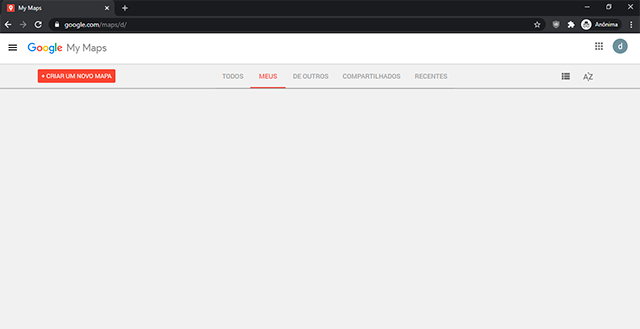 My Maps
google.com/maps/d/
Anônima
Google My Maps
d
+ CRIAR UM NOVO MAPA
TODOS
MEUS
DE OUTROS
COMPARTILHADOS
RECENTES
AZ